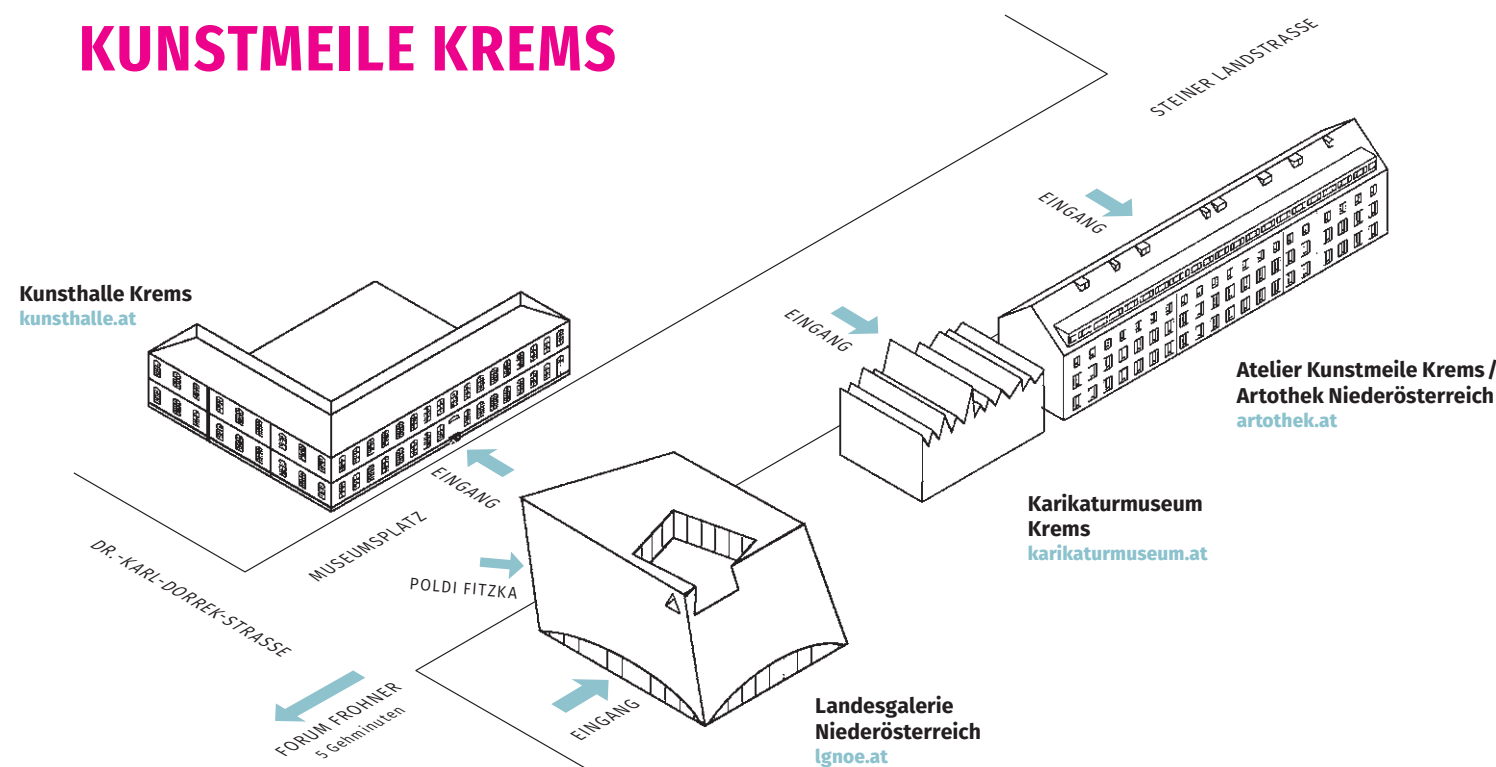 KUNSTMEILE KREMS
STEINER LANDSTRASSE
EINGANG
EINGANG
Kunsthalle Krems
kunsthalle.at
Atelier Kunstmeile Krems /
Artothek Niederösterreich
artothek.at
EINGANG
Karikaturmuseum
Krems
karikaturmuseum.at
MUSEUMSPLATZ
POLDI FITZKA
DR.-KARL-DORREK-STRASSE
FORUM FROHNER
5 Gehminuten
EINGANG
Landesgalerie
Niederösterreich
lgnoe.at